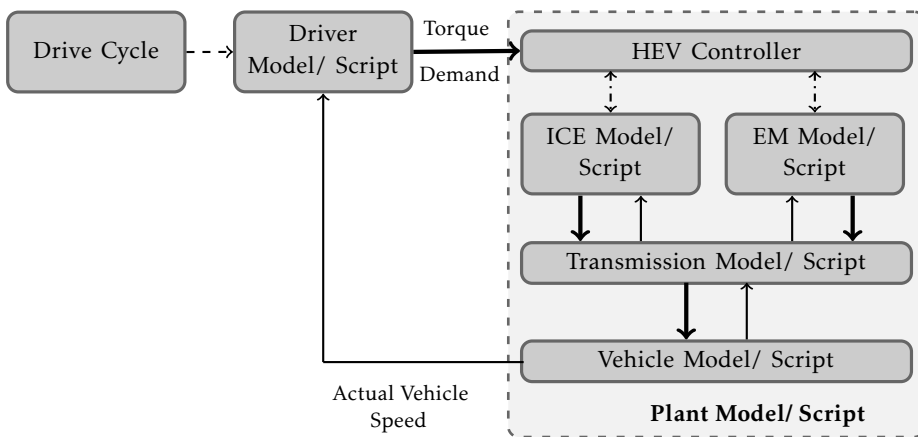 Drive Cycle
Driver
Model/ Script
Torque
Demand
HEV Controller
ICE Model/
Script
EM Model/
Script
Transmission Model/ Script
Vehicle Model/ Script
Actual Vehicle
Speed
Plant Model/ Script